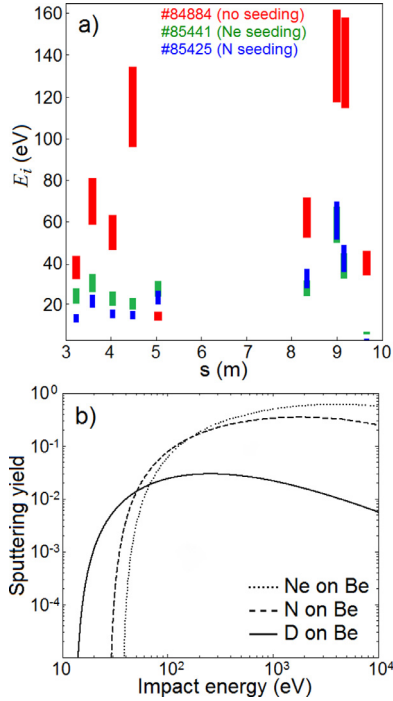 a)
#84884 (no seeding)
#85441 (Ne seeding)
#85425 (N seeding)
E_i (eV)
160
140
120
100
80
60
40
20
3 4 5 6 7 8 9 10
s (m)
b)
Sputtering yield
10^0
10^-1
10^-2
10^-3
10^-4
Ne on Be
N on Be
D on Be
10 10^2 10^3 10^4
Impact energy (eV)